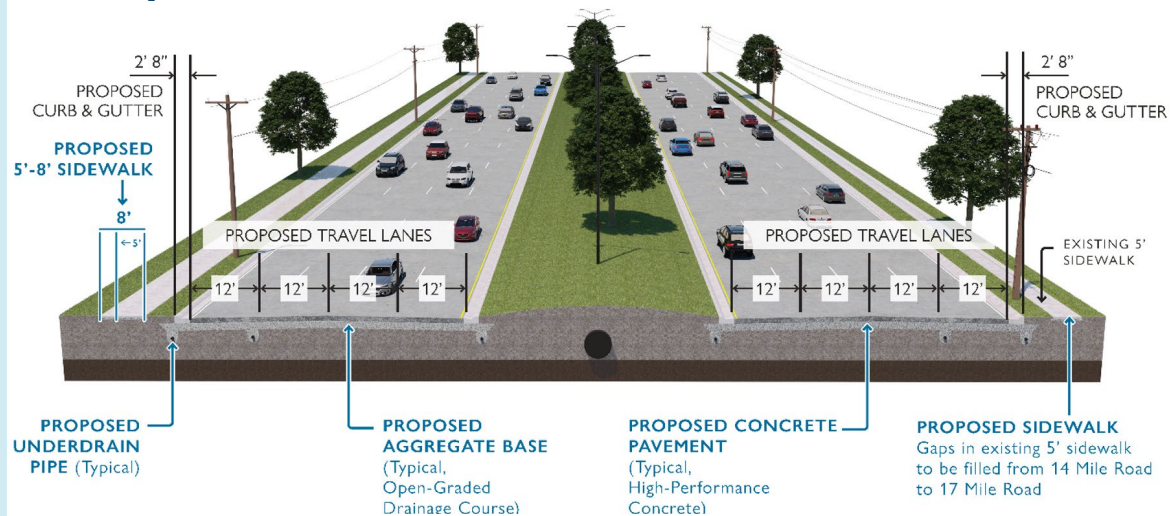 2' 8"
PROPOSED
CURB & GUTTER
PROPOSED
5'-8' SIDEWALK
8'
←5'
PROPOSED TRAVEL LANES
12'
12'
12'
12'
PROPOSED TRAVEL LANES
12'
12'
12'
12'
2' 8"
PROPOSED
CURB & GUTTER
EXISTING 5'
SIDEWALK
PROPOSED
UNDERDRAIN
PIPE (Typical)
PROPOSED
AGGREGATE BASE
(Typical,
Open-Graded
Drainage Course)
PROPOSED CONCRETE
PAVEMENT
(Typical,
High-Performance
Concrete)
PROPOSED SIDEWALK
Gaps in existing 5' sidewalk
to be filled from 14 Mile Road
to 17 Mile Road